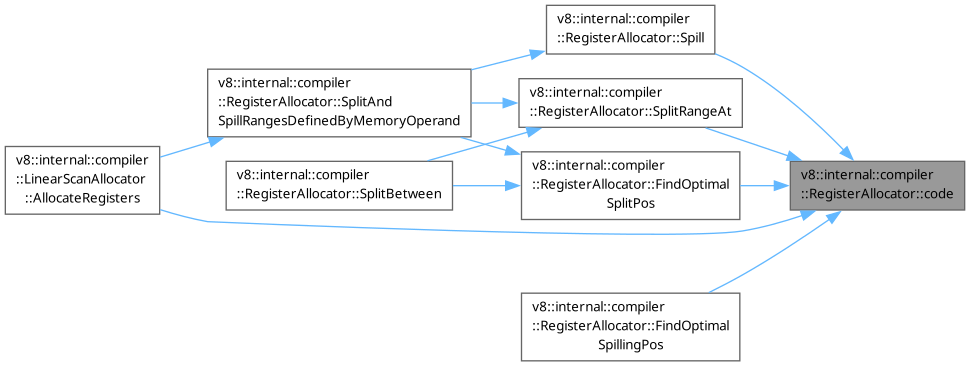 v8::internal::compiler
::RegisterAllocator::Spill
v8::internal::compiler
::RegisterAllocator::SplitAnd
SpillRangesDefinedByMemoryOperand
v8::internal::compiler
::RegisterAllocator::SplitRangeAt
v8::internal::compiler
::LinearScanAllocator
::AllocateRegisters
v8::internal::compiler
::RegisterAllocator::SplitBetween
v8::internal::compiler
::RegisterAllocator::FindOptimal
SplitPos
v8::internal::compiler
::RegisterAllocator::code
v8::internal::compiler
::RegisterAllocator::FindOptimal
SpillingPos